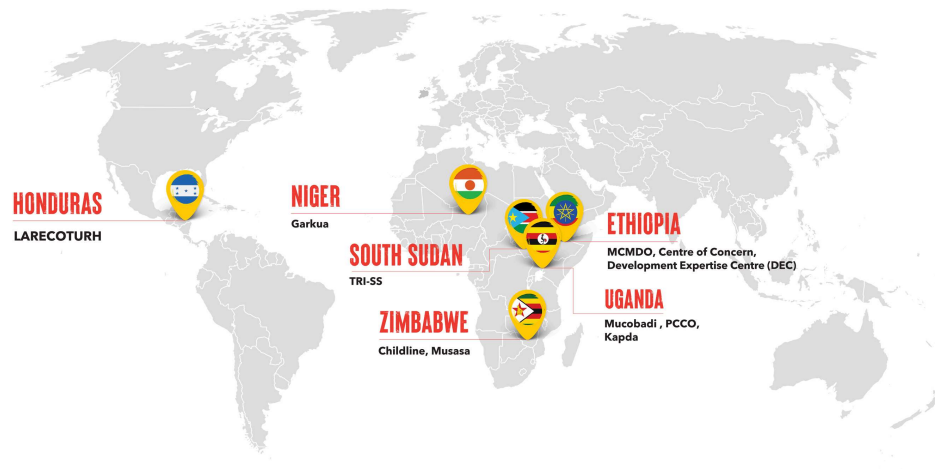 HONDURAS
LARECOTURH
NIGER
Garkua
SOUTH SUDAN
TRI-SS
ZIMBABWE
Childline, Musasa
ETHIOPIA
MCMDO, Centre of Concern,
Development Expertise Centre (DEC)
UGANDA
Mucobadi , PCCO,
Kapda